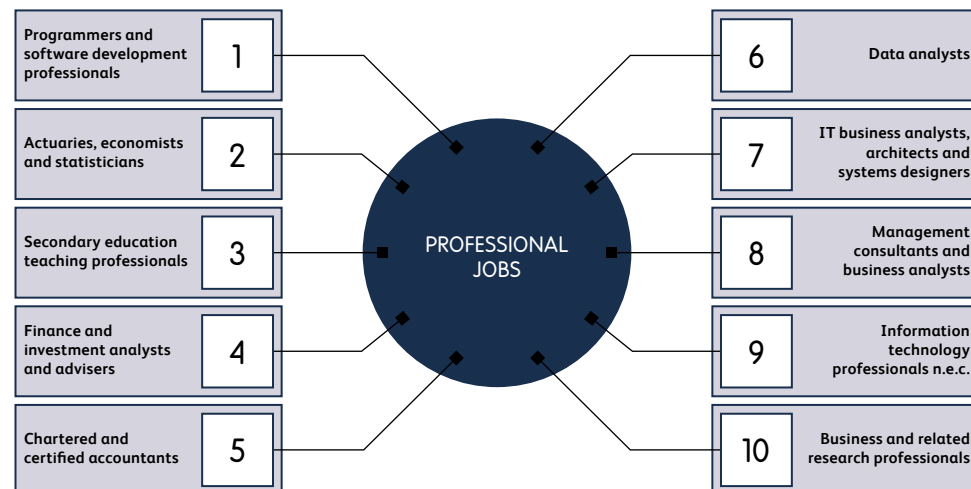 Programmers and
software development
professionals
1
Actuaries, economists
and statisticians
2
Secondary education
teaching professionals
3
Finance and
investment analysts
and advisers
4
Chartered and
certified accountants
5
PROFESSIONAL
JOBS
6
Data analysts
7
IT business analysts,
architects and
systems designers
8
Management
consultants and
business analysts
9
Information
technology
professionals n.e.c.
10
Business and related
research professionals